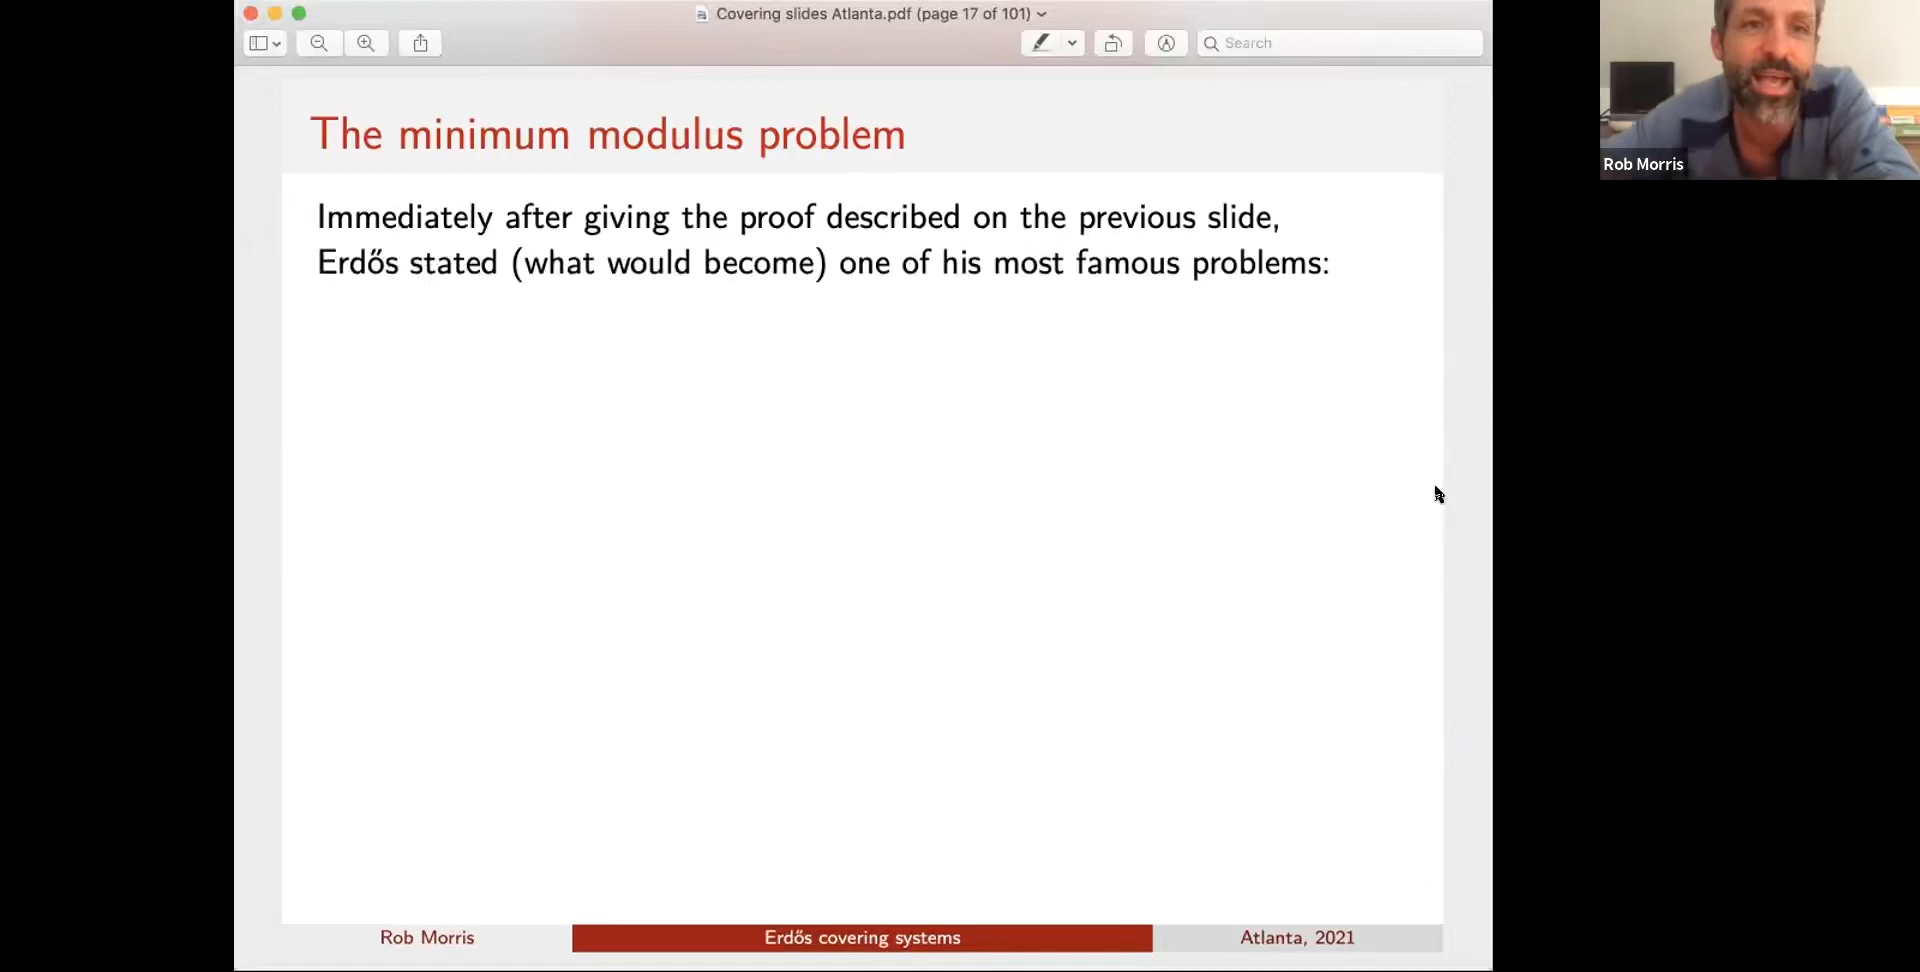 Covering slides Atlanta.pdf (page 17 of 101)
Search
The minimum modulus problem
Immediately after giving the proof described on the previous slide,
Erdős stated (what would become) one of his most famous problems:
Rob Morris
Erdős covering systems
Atlanta, 2021
Rob Morris